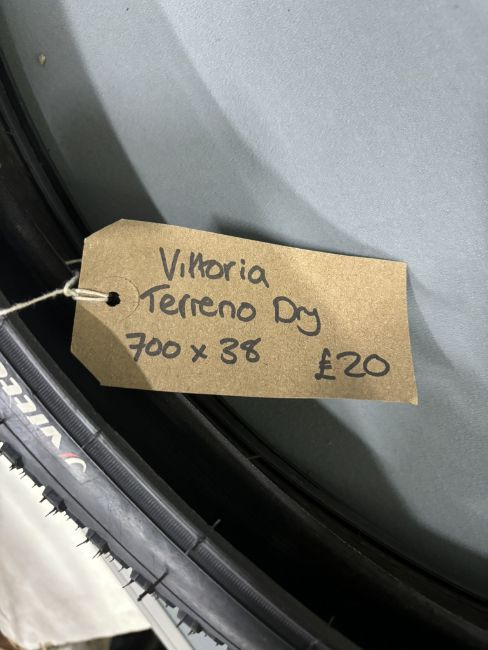 Vittoria
Terreno Dry
700 x 38 £20